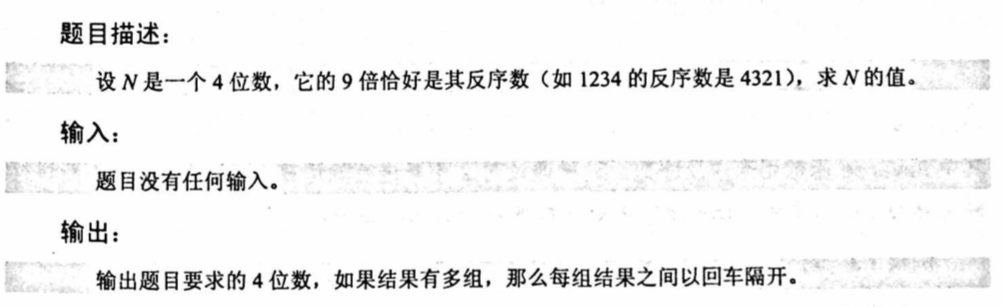 题目描述：
设 N 是一个 4 位数，它的 9 倍恰好是其反序数（如 1234 的反序数是 4321），求 N 的值。
输入：
题目没有任何输入。
输出：
输出题目要求的 4 位数，如果结果有多组，那么每组结果之间以回车隔开。